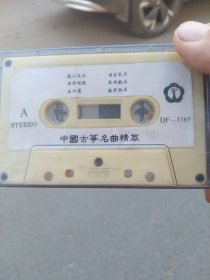 高山流水
漢宮秋月
漁舟唱晚
寒鴉戲水
出水蓮
A
STEREO
DF—1165
中國古箏名曲精萃